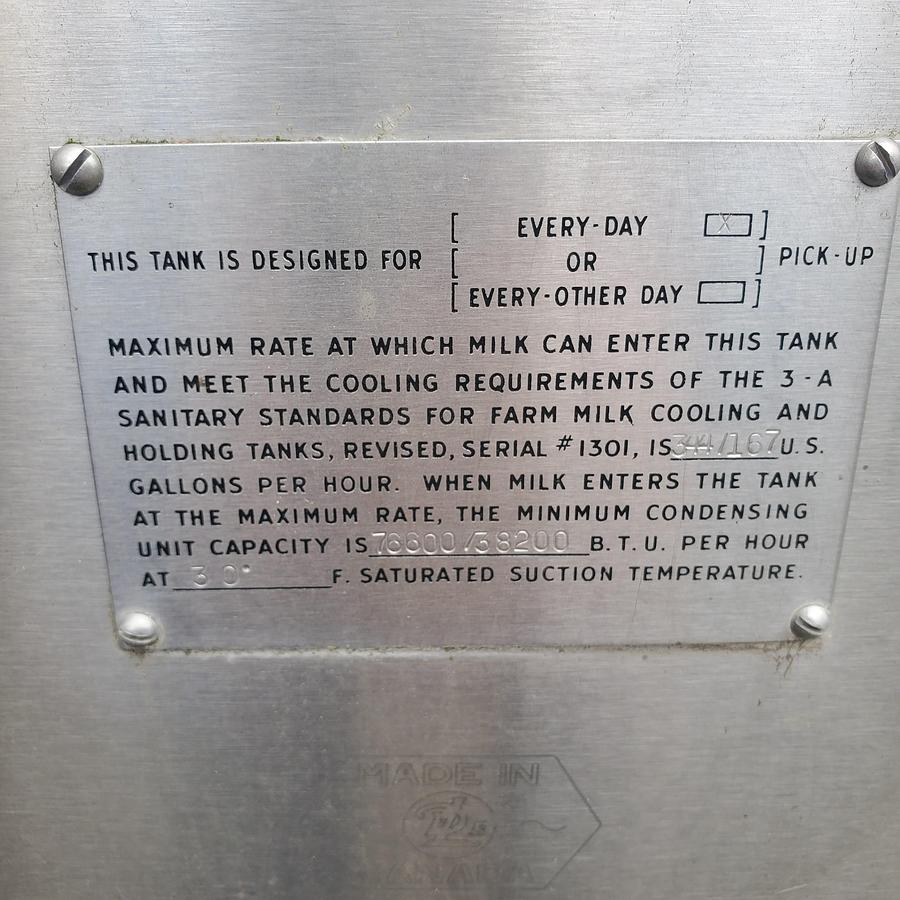 [ EVERY-DAY [X] ]
THIS TANK IS DESIGNED FOR [ OR ] PICK-UP
[ EVERY-OTHER DAY [ ] ]
MAXIMUM RATE AT WHICH MILK CAN ENTER THIS TANK
AND MEET THE COOLING REQUIREMENTS OF THE 3-A
SANITARY STANDARDS FOR FARM MILK COOLING AND
HOLDING TANKS, REVISED, SERIAL #1301, IS 344/167 U.S.
GALLONS PER HOUR. WHEN MILK ENTERS THE TANK
AT THE MAXIMUM RATE, THE MINIMUM CONDENSING
UNIT CAPACITY IS 76600/38200 B.T.U. PER HOUR
AT 30° F. SATURATED SUCTION TEMPERATURE.
MADE IN
CANADA